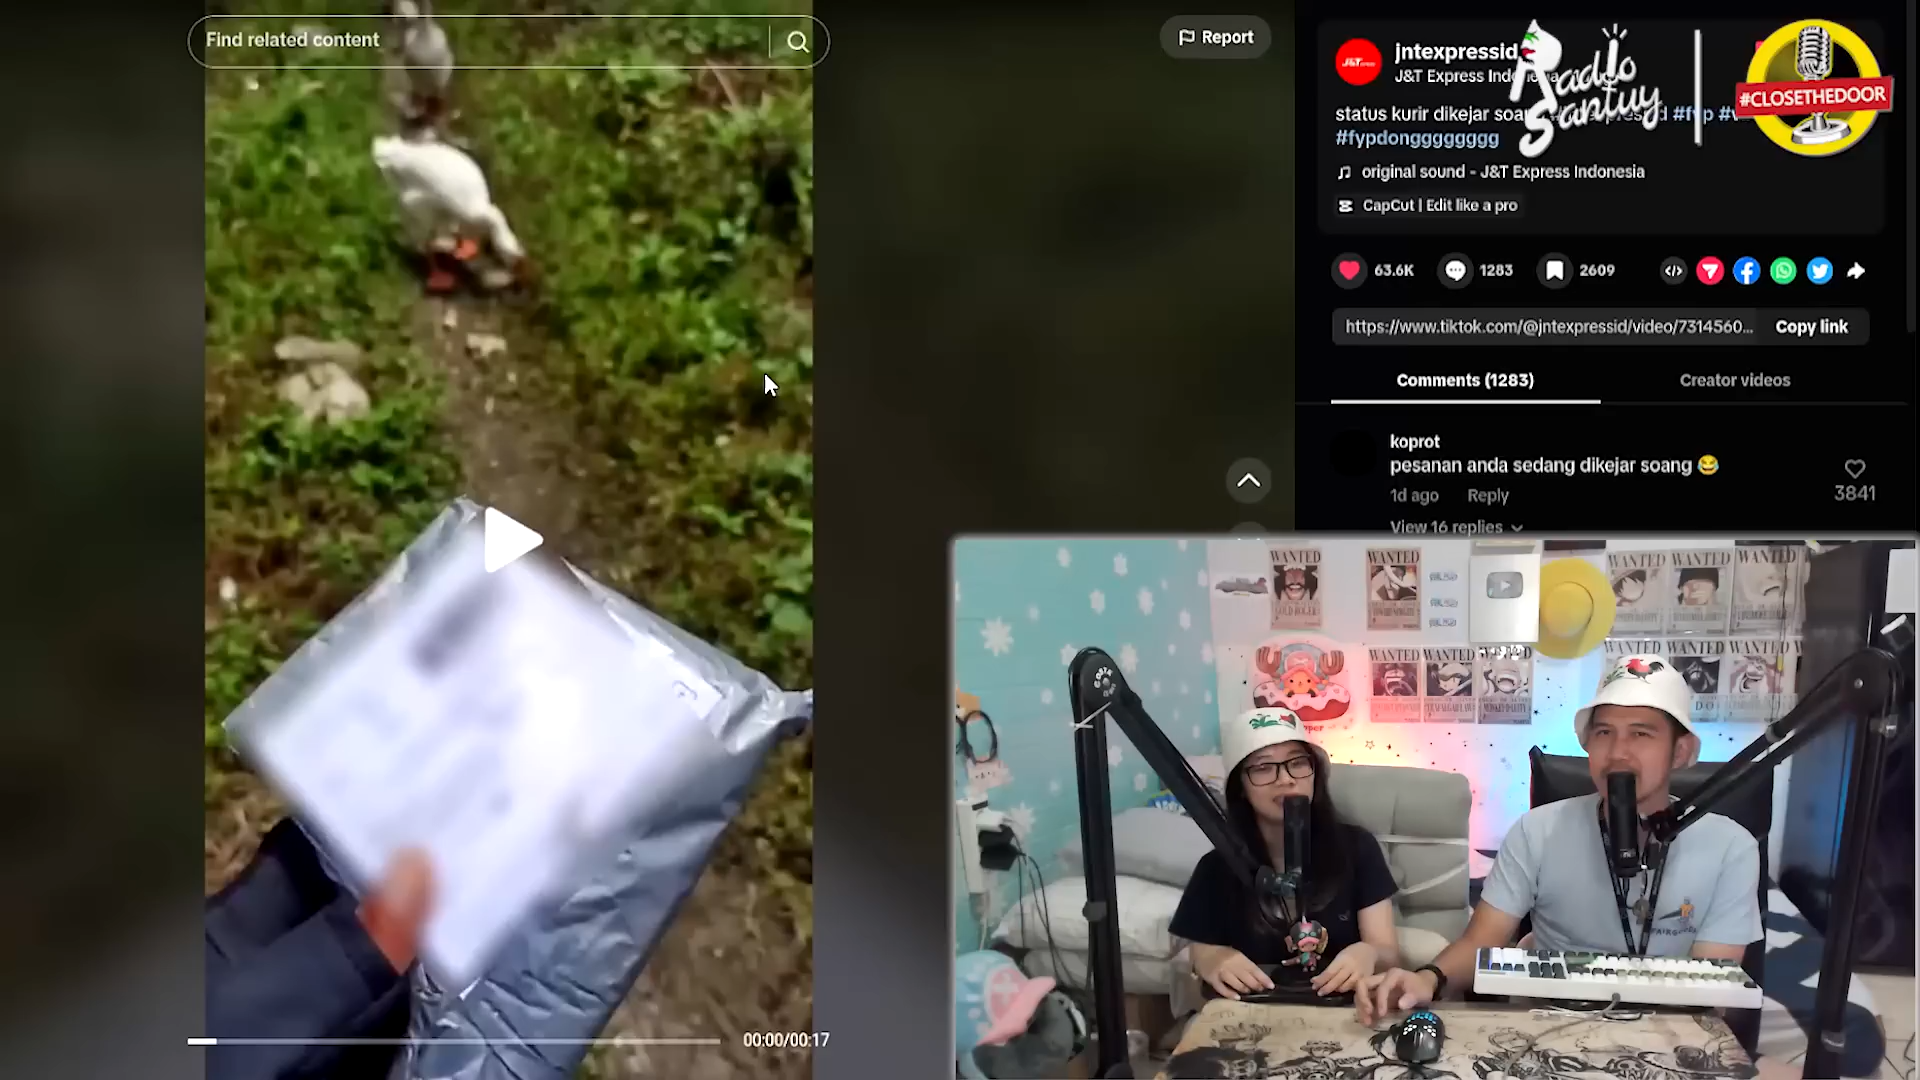 Find related content
Report
jntexpressid
J&T Express Indo
status kurir dikejar
#fyp
#fypdongggggggg
original sound - J&T Express Indonesia
CapCut | Edit like a pro
Radio
Santuy
#CLOSETHEDOOR
63.6K
1283
2609
https://www.tiktok.com/@jntexpressid/video/7314560...
Copy link
Comments (1283)
Creator videos
koprot
pesanan anda sedang dikejar soang 😂
1d ago
Reply
3841
View 16 replies
00:00/00:17
WANTED
WANTED
WANTED
WANTED
WANTED
WANTED
WANTED
WANTED
WANTED
WANTED
WANTED